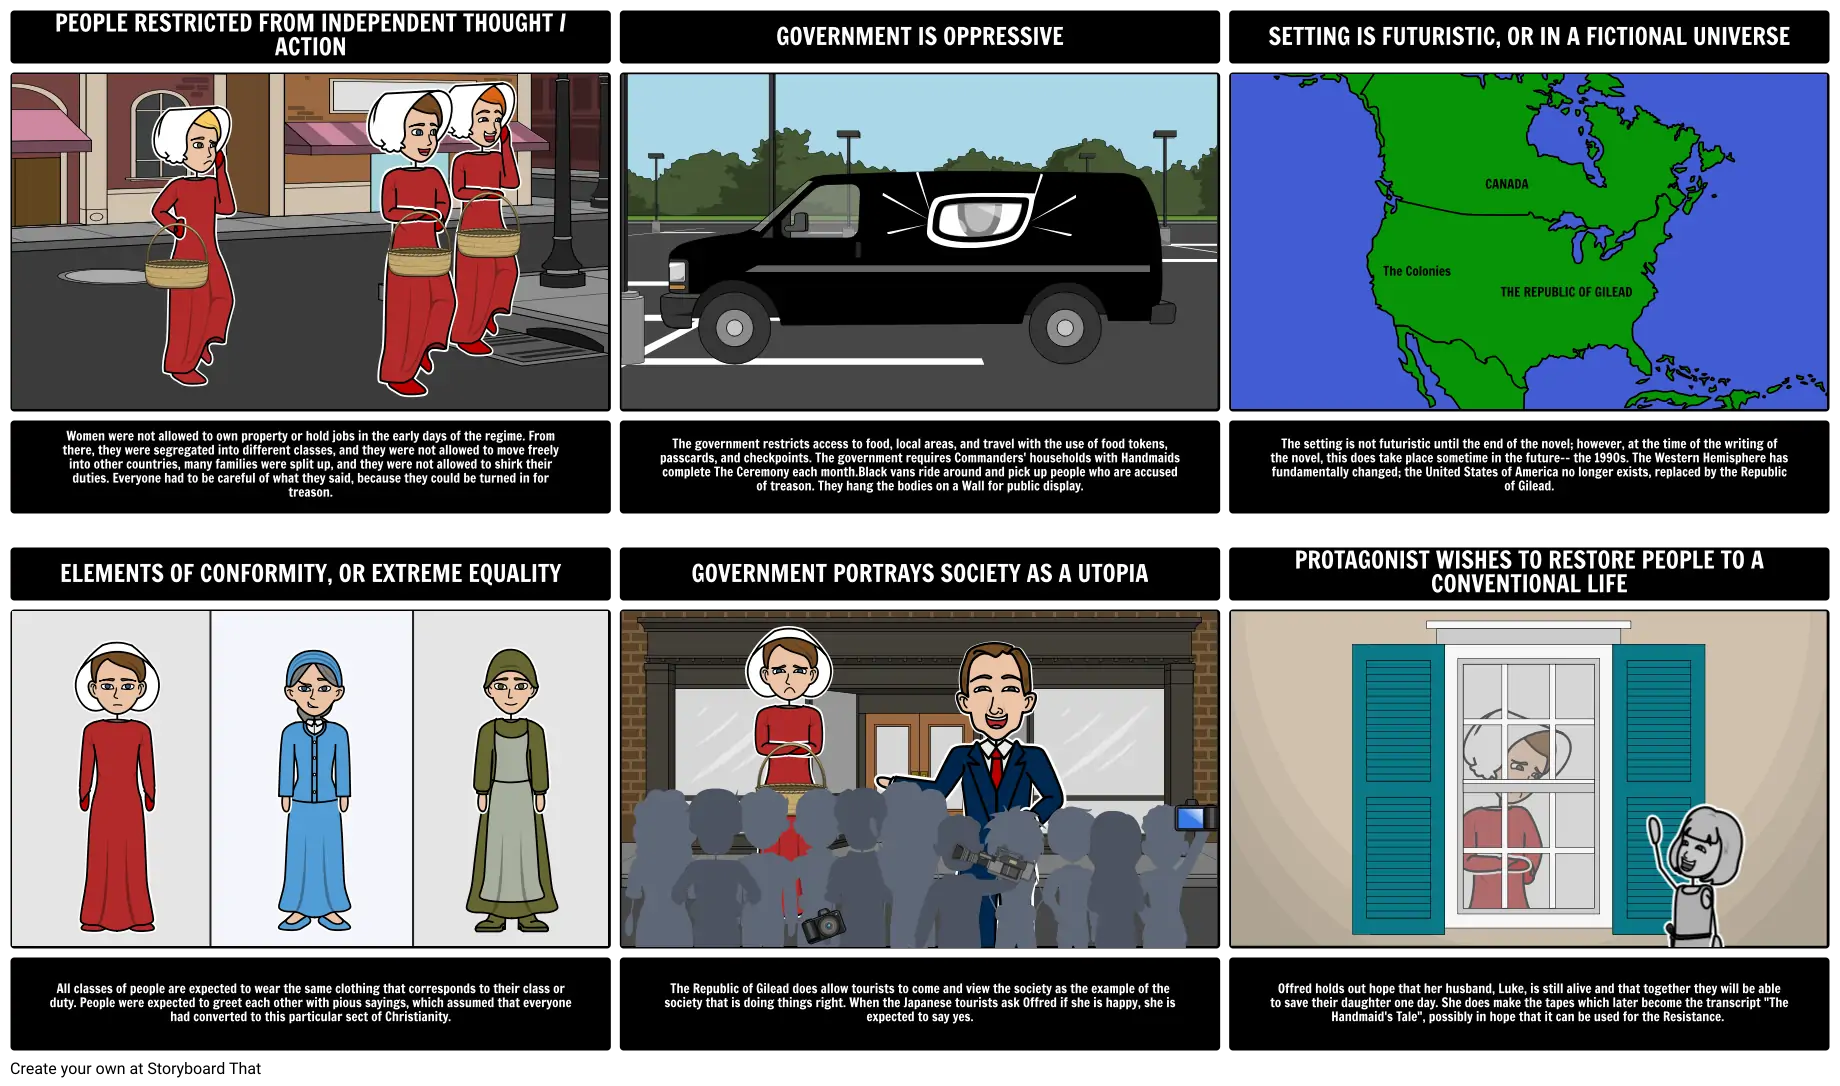 PEOPLE RESTRICTED FROM INDEPENDENT THOUGHT /
ACTION
GOVERNMENT IS OPPRESSIVE
SETTING IS FUTURISTIC, OR IN A FICTIONAL UNIVERSE
CANADA
The Colonies
THE REPUBLIC OF GILEAD
Women were not allowed to own property or hold jobs in the early days of the regime. From
there, they were segregated into different classes, and they were not allowed to move freely
into other countries, many families were split up, and they were not allowed to shirk their
duties. Everyone had to be careful of what they said, because they could be turned in for
treason.
The government restricts access to food, local areas, and travel with the use of food tokens,
passcards, and checkpoints. The government requires Commanders' households with Handmaids
complete The Ceremony each month.Black vans ride around and pick up people who are accused
of treason. They hang the bodies on a Wall for public display.
The setting is not futuristic until the end of the novel; however, at the time of the writing of
the novel, this does take place sometime in the future-- the 1990s. The Western Hemisphere has
fundamentally changed; the United States of America no longer exists, replaced by the Republic
of Gilead.
ELEMENTS OF CONFORMITY, OR EXTREME EQUALITY
GOVERNMENT PORTRAYS SOCIETY AS A UTOPIA
PROTAGONIST WISHES TO RESTORE PEOPLE TO A
CONVENTIONAL LIFE
All classes of people are expected to wear the same clothing that corresponds to their class or
duty. People were expected to greet each other with pious sayings, which assumed that everyone
had converted to this particular sect of Christianity.
The Republic of Gilead does allow tourists to come and view the society as the example of the
society that is doing things right. When the Japanese tourists ask Offred if she is happy, she is
expected to say yes.
Offred holds out hope that her husband, Luke, is still alive and that together they will be able
to save their daughter one day. She does make the tapes which later become the transcript "The
Handmaid's Tale", possibly in hope that it can be used for the Resistance.
Create your own at Storyboard That